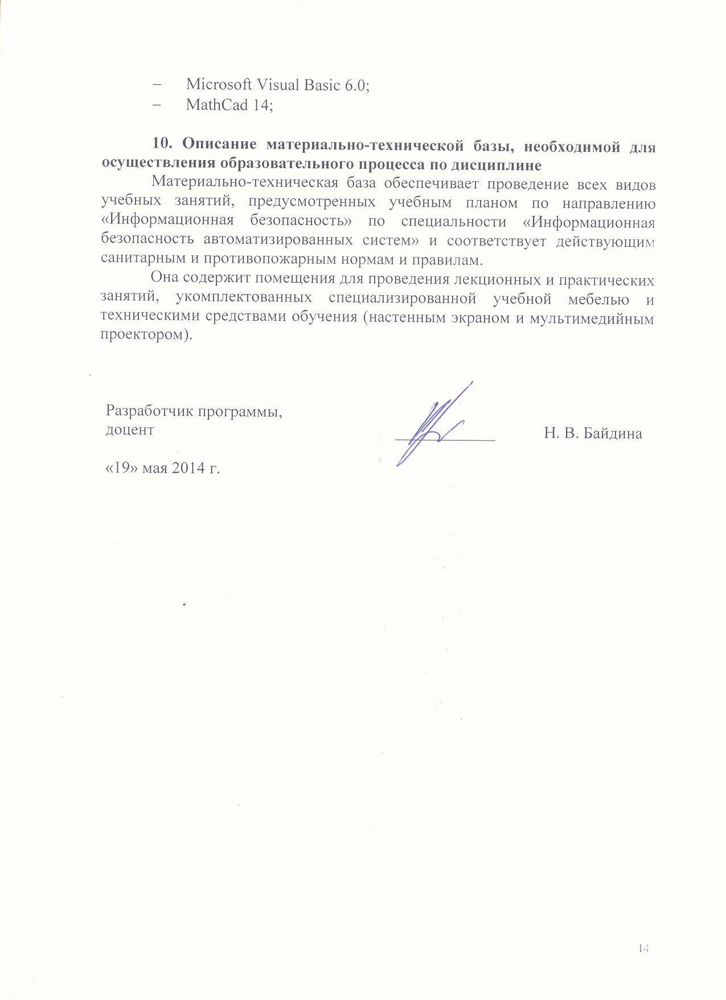 – Microsoft Visual Basic 6.0;
– MathCad 14;
10. Описание материально-технической базы, необходимой для
осуществления образовательного процесса по дисциплине
Материально-техническая база обеспечивает проведение всех видов
учебных занятий, предусмотренных учебным планом по направлению
«Информационная безопасность» по специальности «Информационная
безопасность автоматизированных систем» и соответствует действующим
санитарным и противопожарным нормам и правилам.
Она содержит помещения для проведения лекционных и практических
занятий, укомплектованных специализированной учебной мебелью и
техническими средствами обучения (настенным экраном и мультимедийным
проектором).
Разработчик программы,
доцент Н. В. Байдина
«19» мая 2014 г.
14